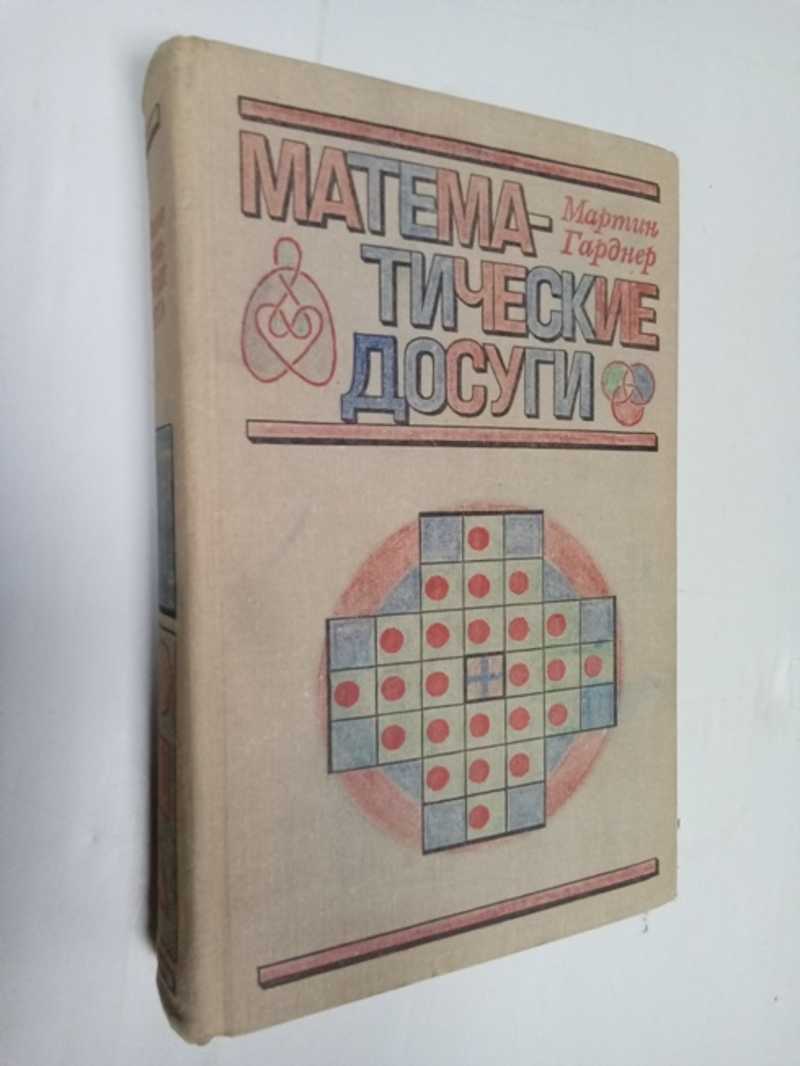 МАТЕМА-
ТИЧЕСКИЕ
ДОСУГИ
Мартин
Гарднер